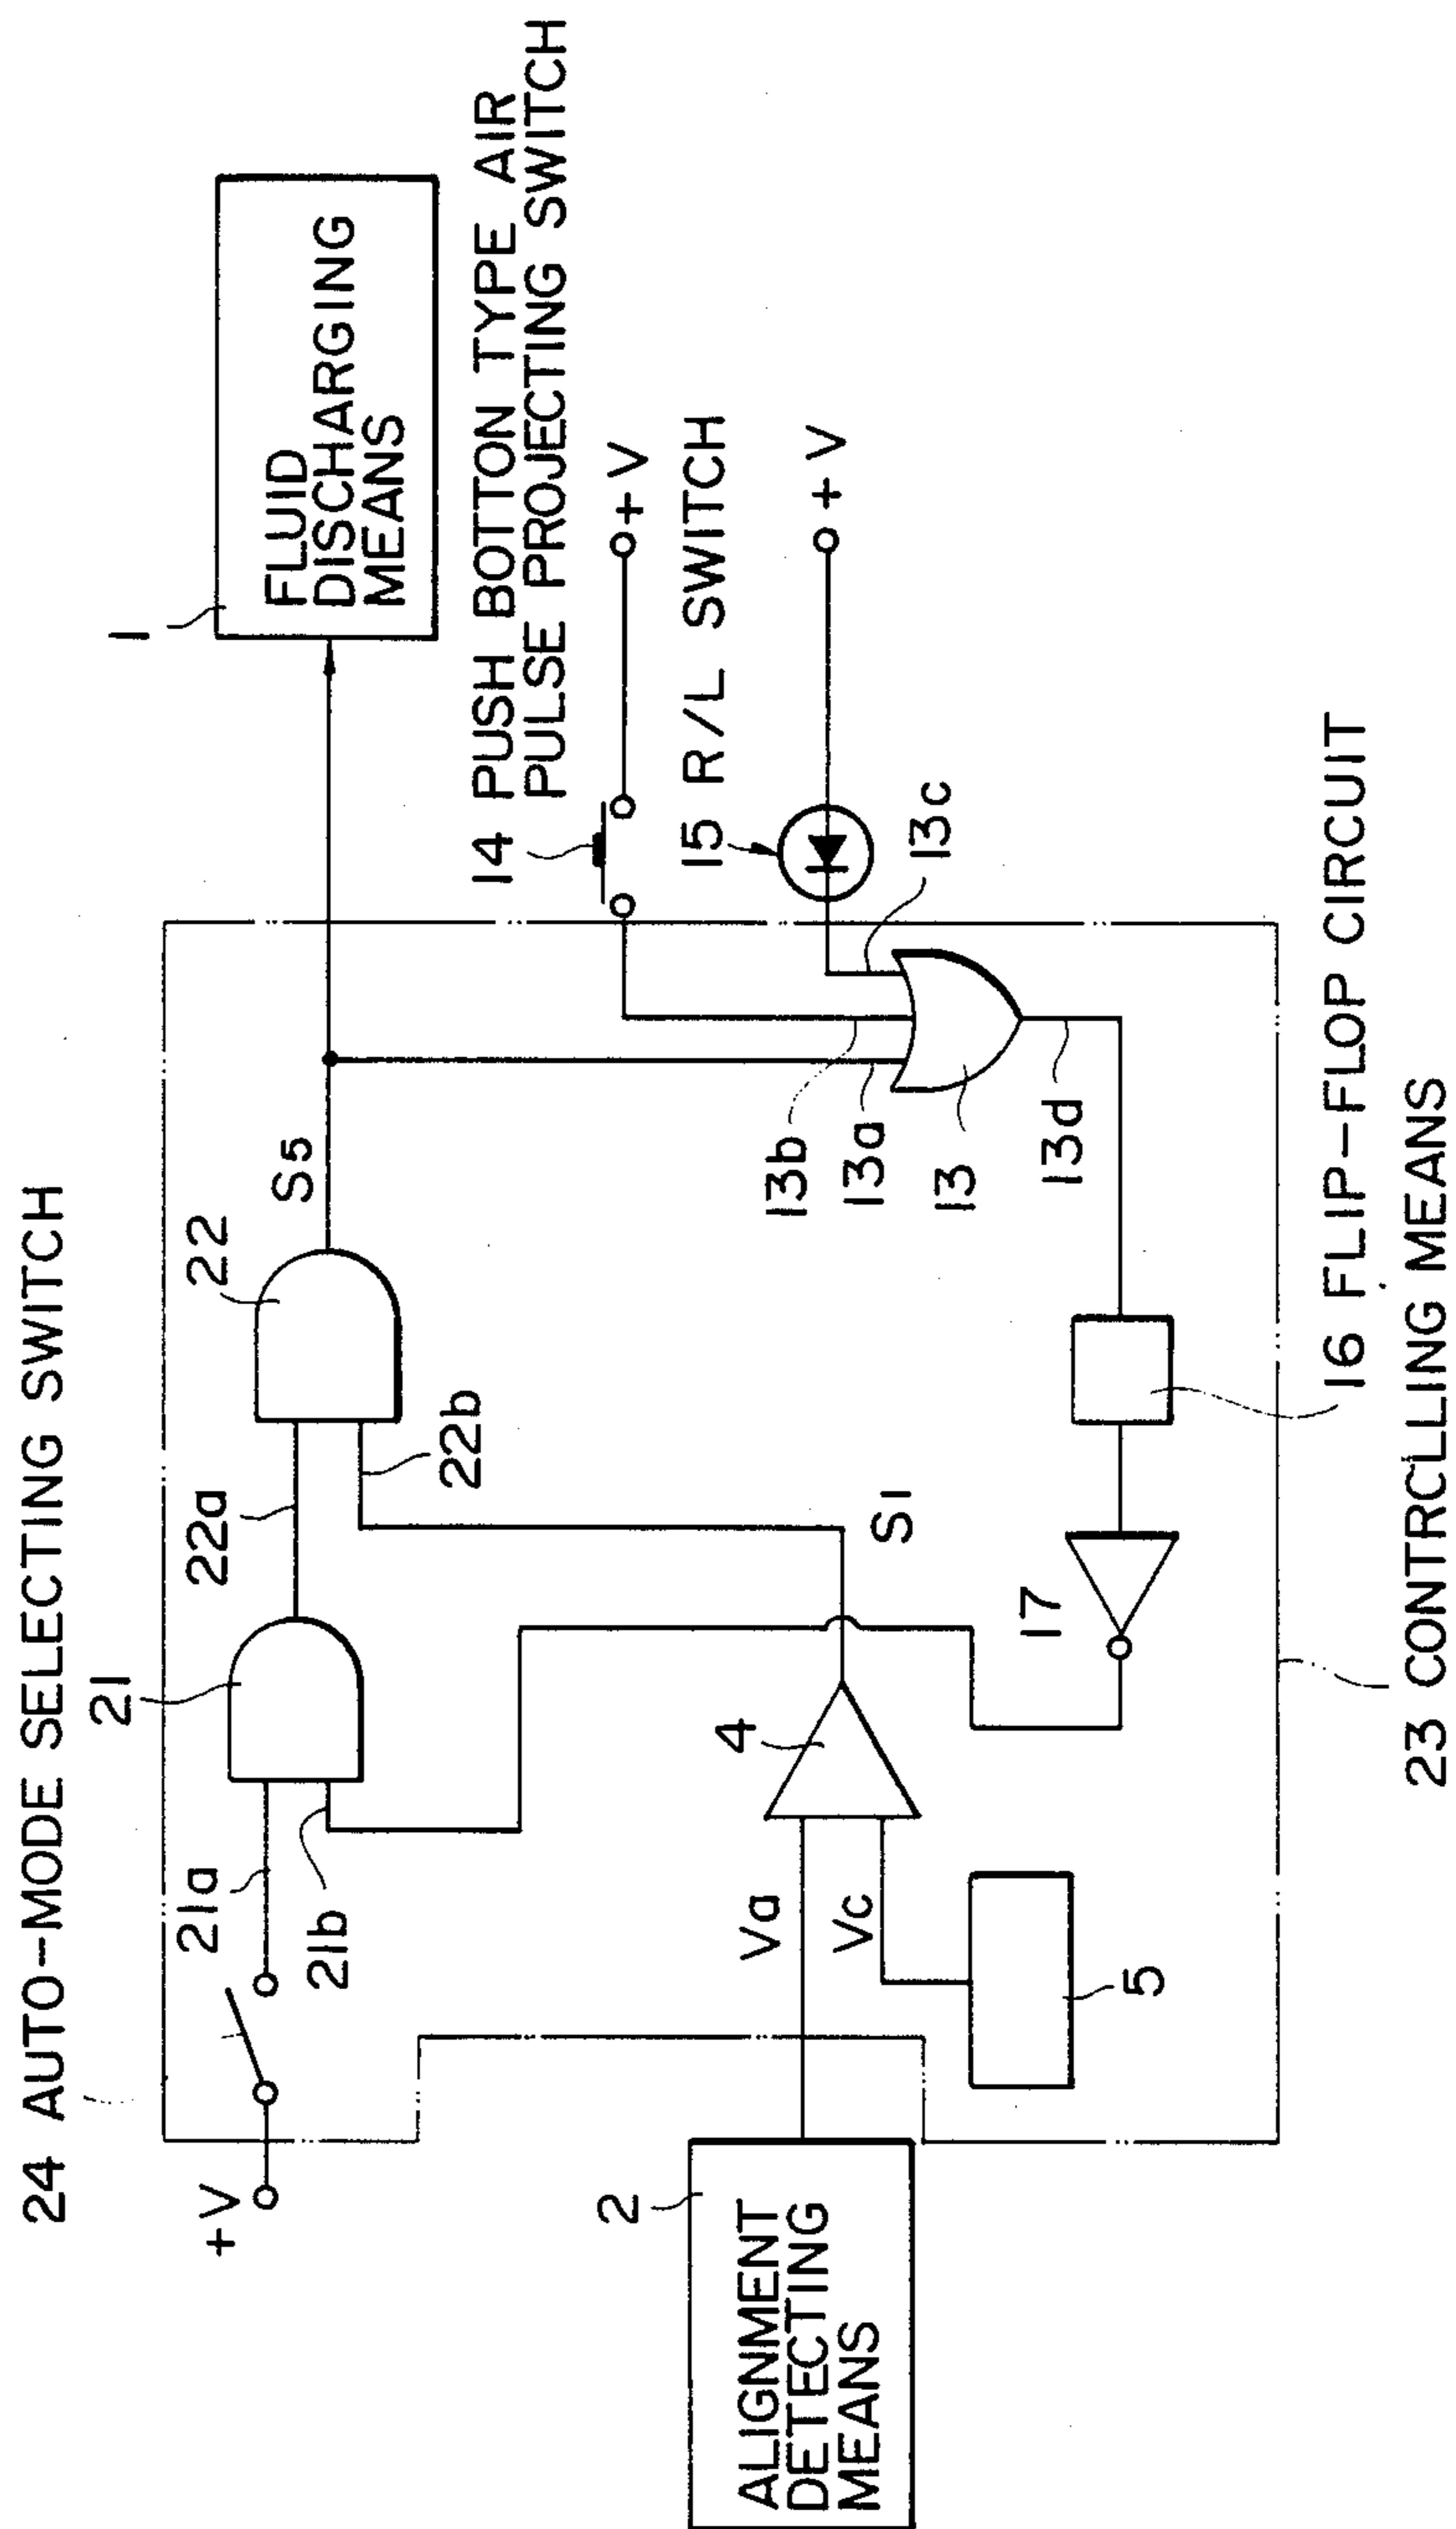 24 AUTO-MODE SELECTING SWITCH
+V
21a
21b
21
22a
22b
22
S5
1
FLUID
DISCHARGING
MEANS
14 PUSH BOTTON TYPE AIR
PULSE PROJECTING SWITCH
+V
15 R/L SWITCH
+V
13c
13b
13a
13
13d
2
ALIGNMENT
DETECTING
MEANS
Va
Vc
4
S1
5
17
16 FLIP-FLOP CIRCUIT
23 CONTRCLLING MEANS